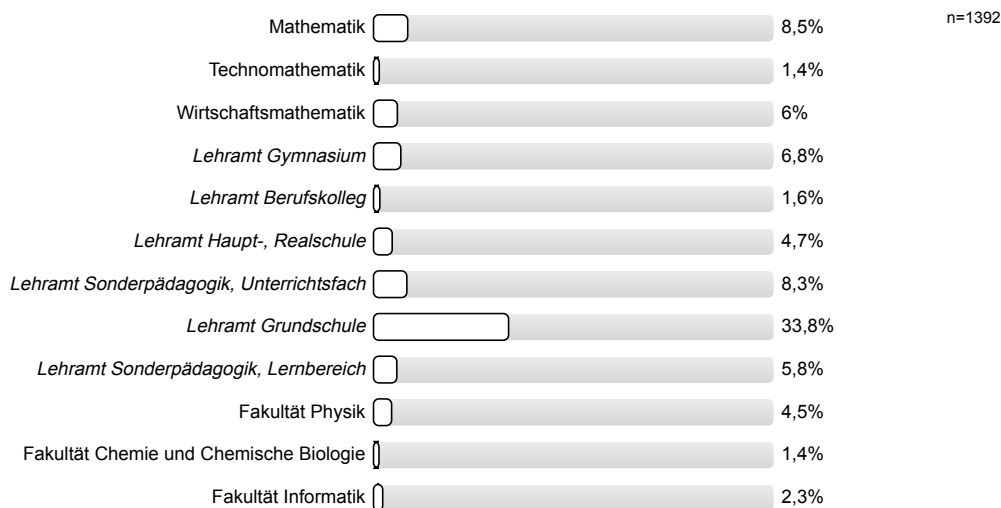 n=1392
Mathematik 8,5%
Technomathematik 1,4%
Wirtschaftsmathematik 6%
Lehramt Gymnasium 6,8%
Lehramt Berufskolleg 1,6%
Lehramt Haupt-, Realschule 4,7%
Lehramt Sonderpädagogik, Unterrichtsfach 8,3%
Lehramt Grundschule 33,8%
Lehramt Sonderpädagogik, Lernbereich 5,8%
Fakultät Physik 4,5%
Fakultät Chemie und Chemische Biologie 1,4%
Fakultät Informatik 2,3%